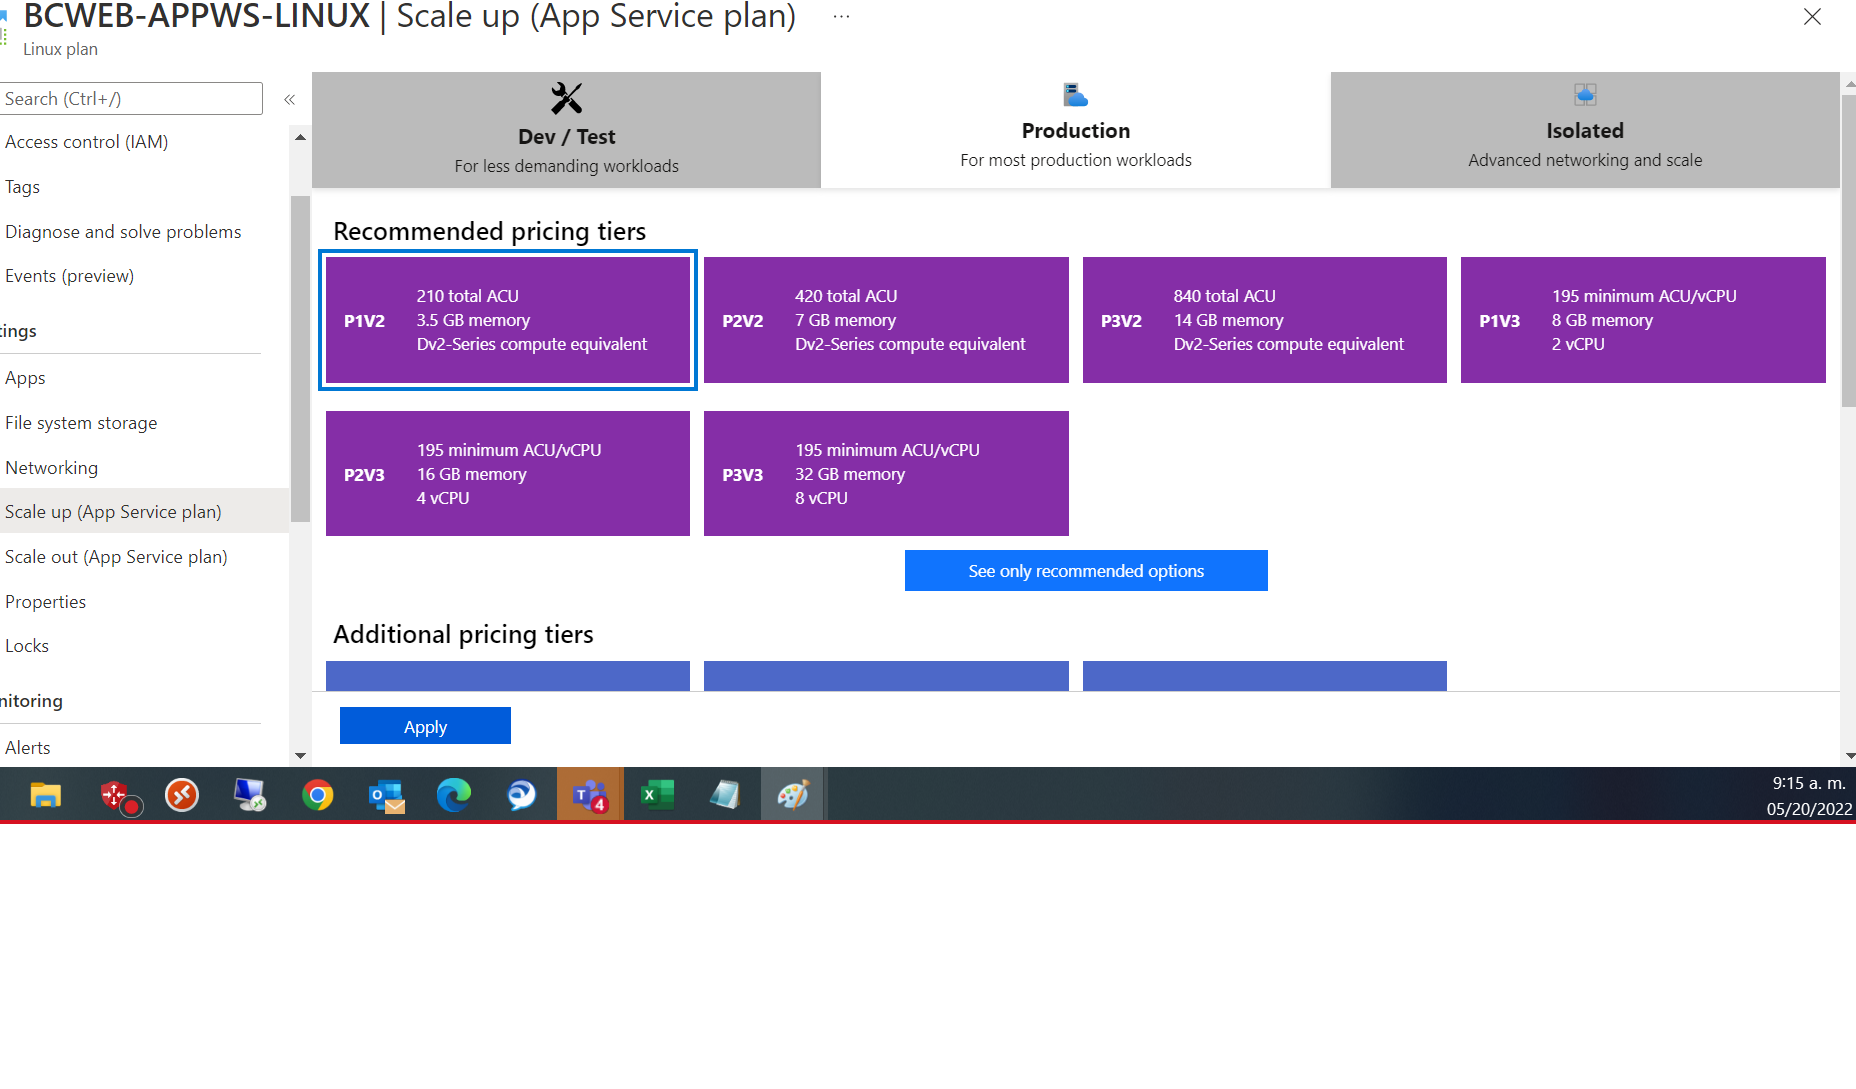 BCWEB-APPWS-LINUX | Scale up (App Service plan) ...
Linux plan
Search (Ctrl+/)
«
Access control (IAM)
Tags
Diagnose and solve problems
Events (preview)
tings
Apps
File system storage
Networking
Scale up (App Service plan)
Scale out (App Service plan)
Properties
Locks
nitoring
Alerts
Dev / Test
For less demanding workloads
Production
For most production workloads
Isolated
Advanced networking and scale
Recommended pricing tiers
P1V2
210 total ACU
3.5 GB memory
Dv2-Series compute equivalent
P2V2
420 total ACU
7 GB memory
Dv2-Series compute equivalent
P3V2
840 total ACU
14 GB memory
Dv2-Series compute equivalent
P1V3
195 minimum ACU/vCPU
8 GB memory
2 vCPU
P2V3
195 minimum ACU/vCPU
16 GB memory
4 vCPU
P3V3
195 minimum ACU/vCPU
32 GB memory
8 vCPU
See only recommended options
Additional pricing tiers
Apply
4
9:15 a. m.
05/20/2022